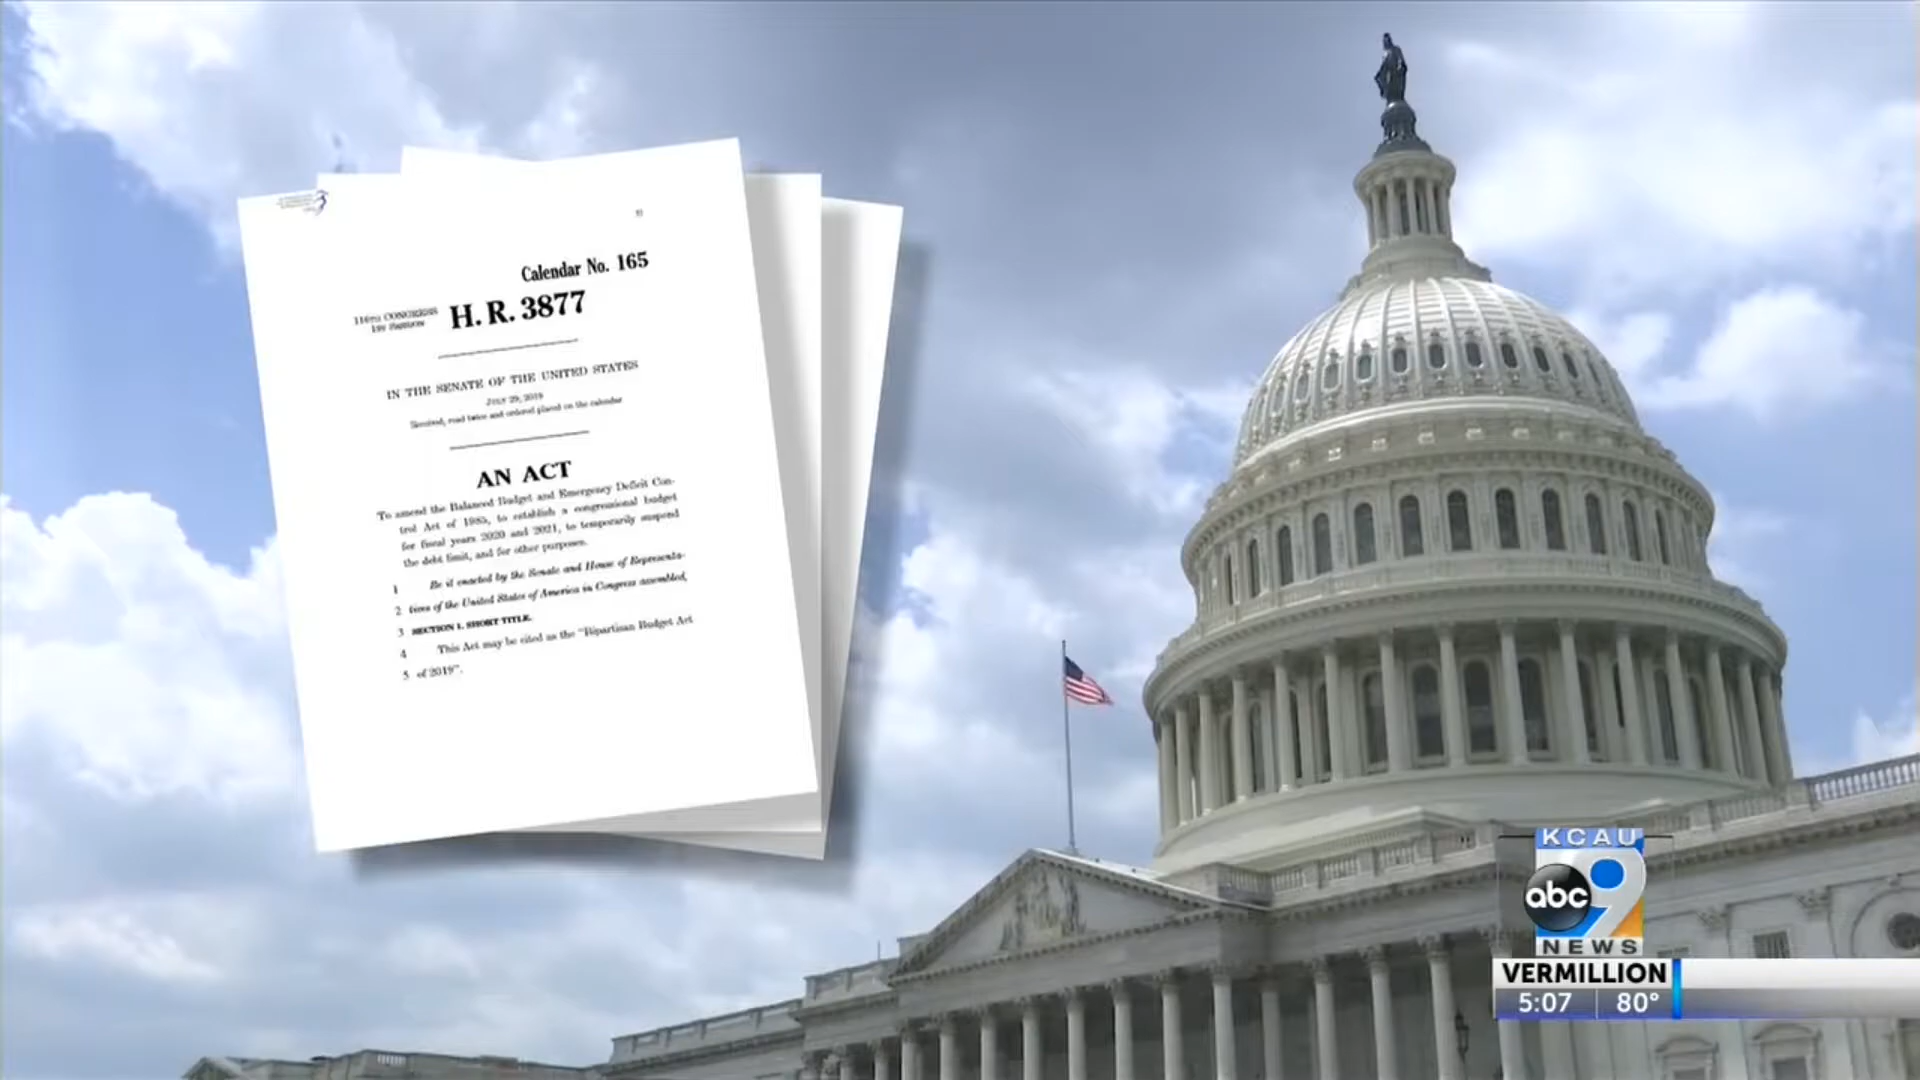 Calendar No. 165
116TH CONGRESS
1ST SESSION
H. R. 3877
IN THE SENATE OF THE UNITED STATES
JULY 29, 2019
Received, read twice and ordered placed on the calendar
AN ACT
To amend the Balanced Budget and Emergency Deficit Con-
trol Act of 1985, to establish a congressional budget
for fiscal years 2020 and 2021, to temporarily suspend
the debt limit, and for other purposes.
1 Be it enacted by the Senate and House of Representa-
2 tives of the United States of America in Congress assembled,
3 SECTION 1. SHORT TITLE.
4 This Act may be cited as the "Bipartisan Budget Act
5 of 2019".
KCAU
abc 9
NEWS
VERMILLION
5:07 80°